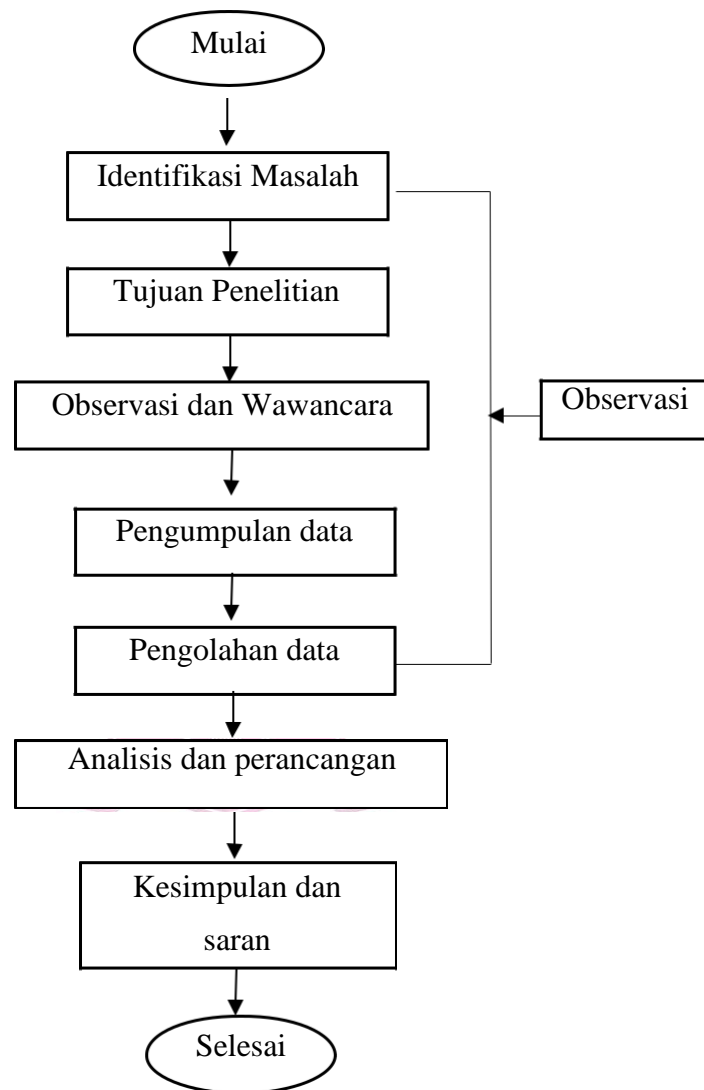 Mulai
Identifikasi Masalah
Tujuan Penelitian
Observasi dan Wawancara
Observasi
Pengumpulan data
Pengolahan data
Analisis dan perancangan
Kesimpulan dan
saran
Selesai